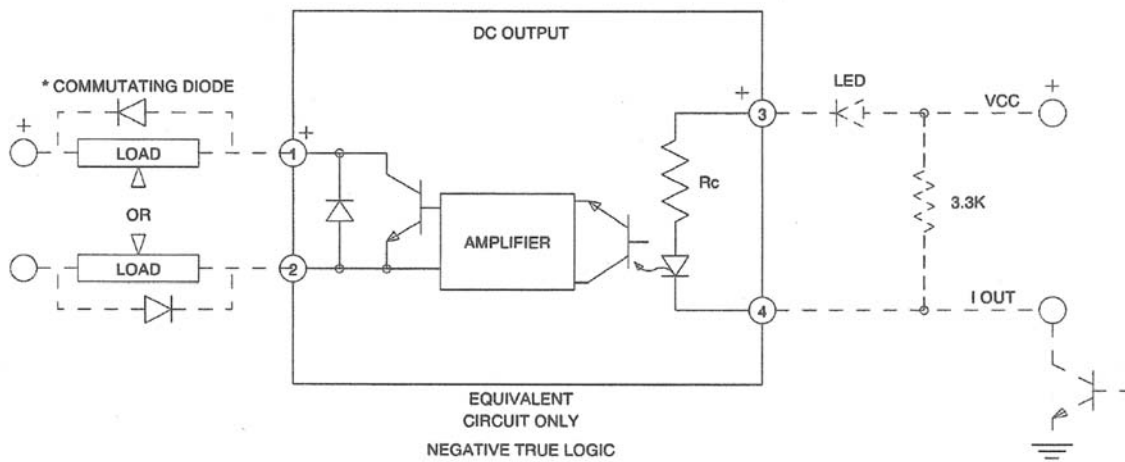 DC OUTPUT
* COMMUTATING DIODE
LED
+
+
VCC
+
3
+
+
LOAD
1
Rc
3.3K
OR
AMPLIFIER
LOAD
2
4
I OUT
EQUIVALENT
CIRCUIT ONLY
NEGATIVE TRUE LOGIC